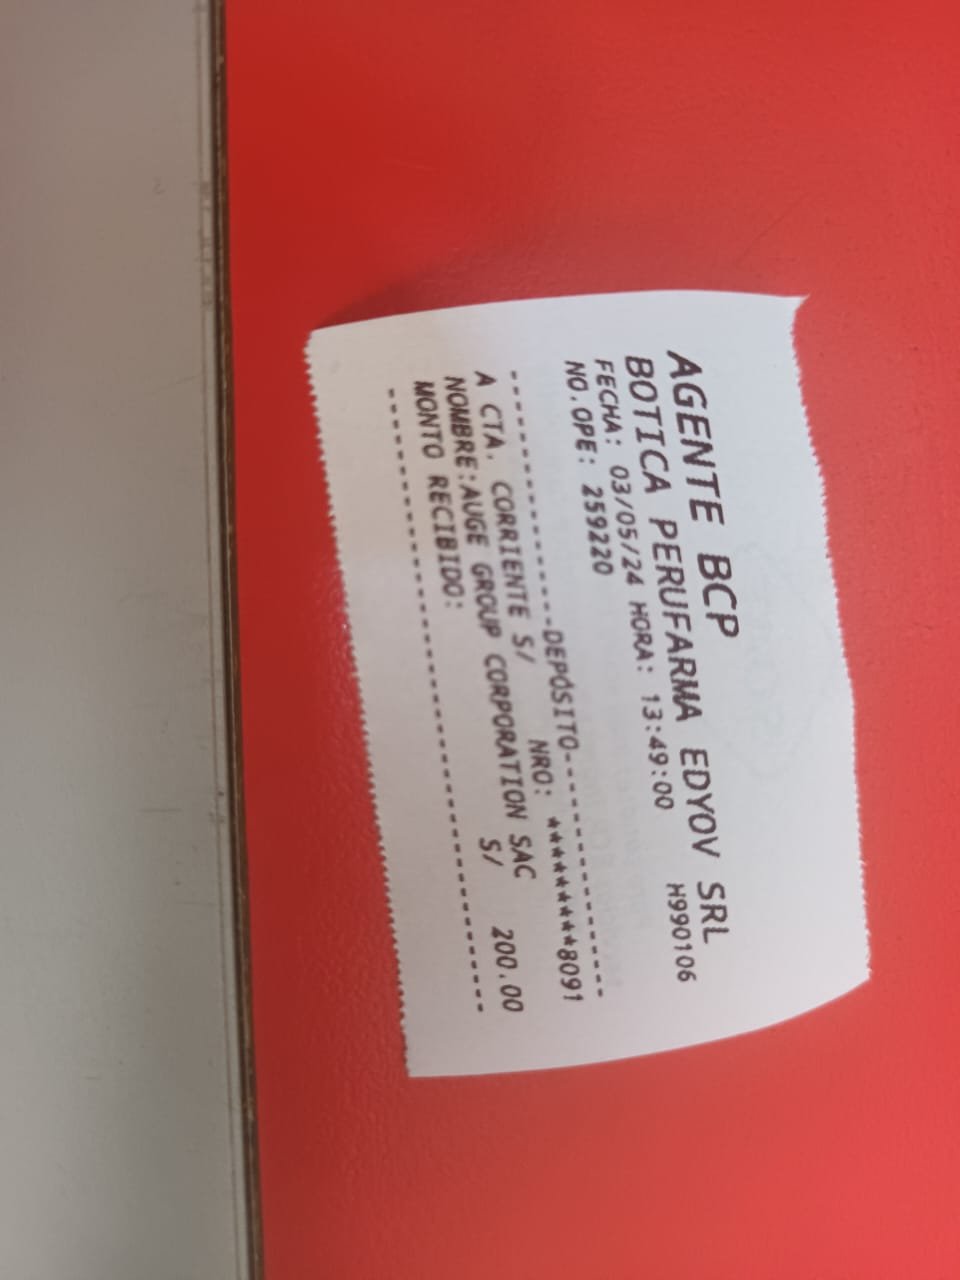 AGENTE BCP
BOTICA PERUFARMA EDYOV SRL
FECHA: 03/05/24 HORA: 13:49:00 H990106
NO.OPE: 259220
--------------------DEPÓSITO--------------------
A CTA. CORRIENTE S/ NRO: *********8091
NOMBRE:AUGE GROUP CORPORATION SAC
MONTO RECIBIDO: S/ 200.00
------------------------------------------------